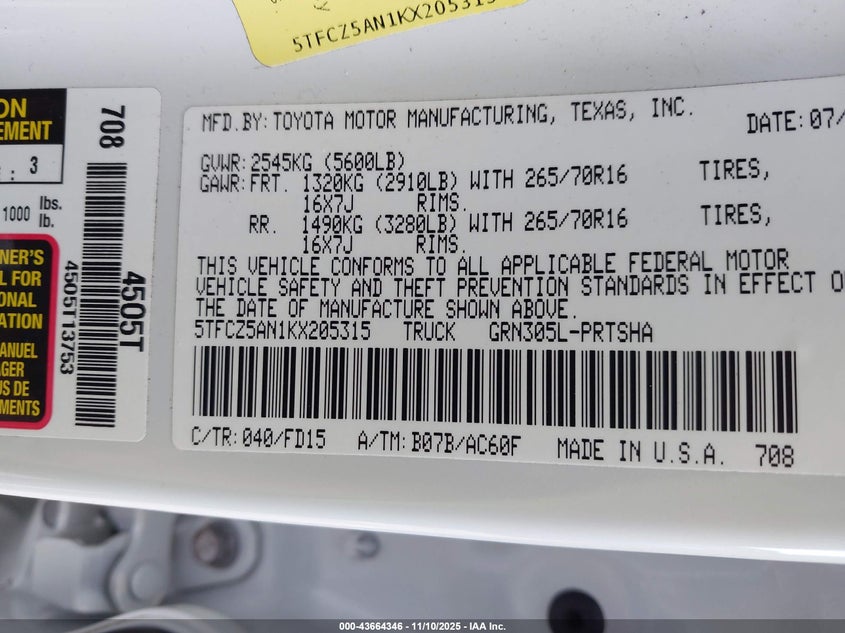 5TFCZ5AN1KX205315
MFD.BY: TOYOTA MOTOR MANUFACTURING, TEXAS, INC.
DATE: 07/
GVWR: 2545KG (5600LB)
GAWR: FRT. 1320KG (2910LB) WITH 265/70R16 TIRES,
16X7J RIMS.
RR. 1490KG (3280LB) WITH 265/70R16 TIRES,
16X7J RIMS.
THIS VEHICLE CONFORMS TO ALL APPLICABLE FEDERAL MOTOR
VEHICLE SAFETY AND THEFT PREVENTION STANDARDS IN EFFECT O
THE DATE OF MANUFACTURE SHOWN ABOVE.
5TFCZ5AN1KX205315 TRUCK GRN305L-PRTSHA
C/TR: 040/FD15 A/TM: B07B/AC60F MADE IN U.S.A. 708
ON
EMENT
: 3
1000 lbs.
lb.
NER'S
L FOR
ONAL
ATION
ANUEL
AGER
US DE
MENTS
708
4505T
4505T13753
000-43664346 - 11/10/2025 - IAA Inc.